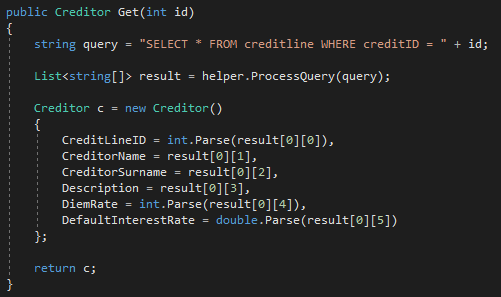 public Creditor Get(int id)
{
string query = "SELECT * FROM creditline WHERE creditID = " + id;
List<string[]> result = helper.ProcessQuery(query);
Creditor c = new Creditor()
{
CreditLineID = int.Parse(result[0][0]),
CreditorName = result[0][1],
CreditorSurname = result[0][2],
Description = result[0][3],
DiemRate = int.Parse(result[0][4]),
DefaultInterestRate = double.Parse(result[0][5])
};
return c;
}